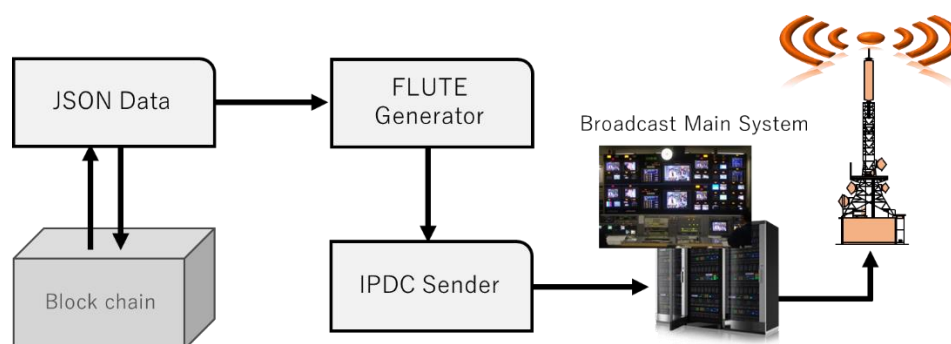 JSON Data
FLUTE
Generator
Broadcast Main System
Block chain
IPDC Sender